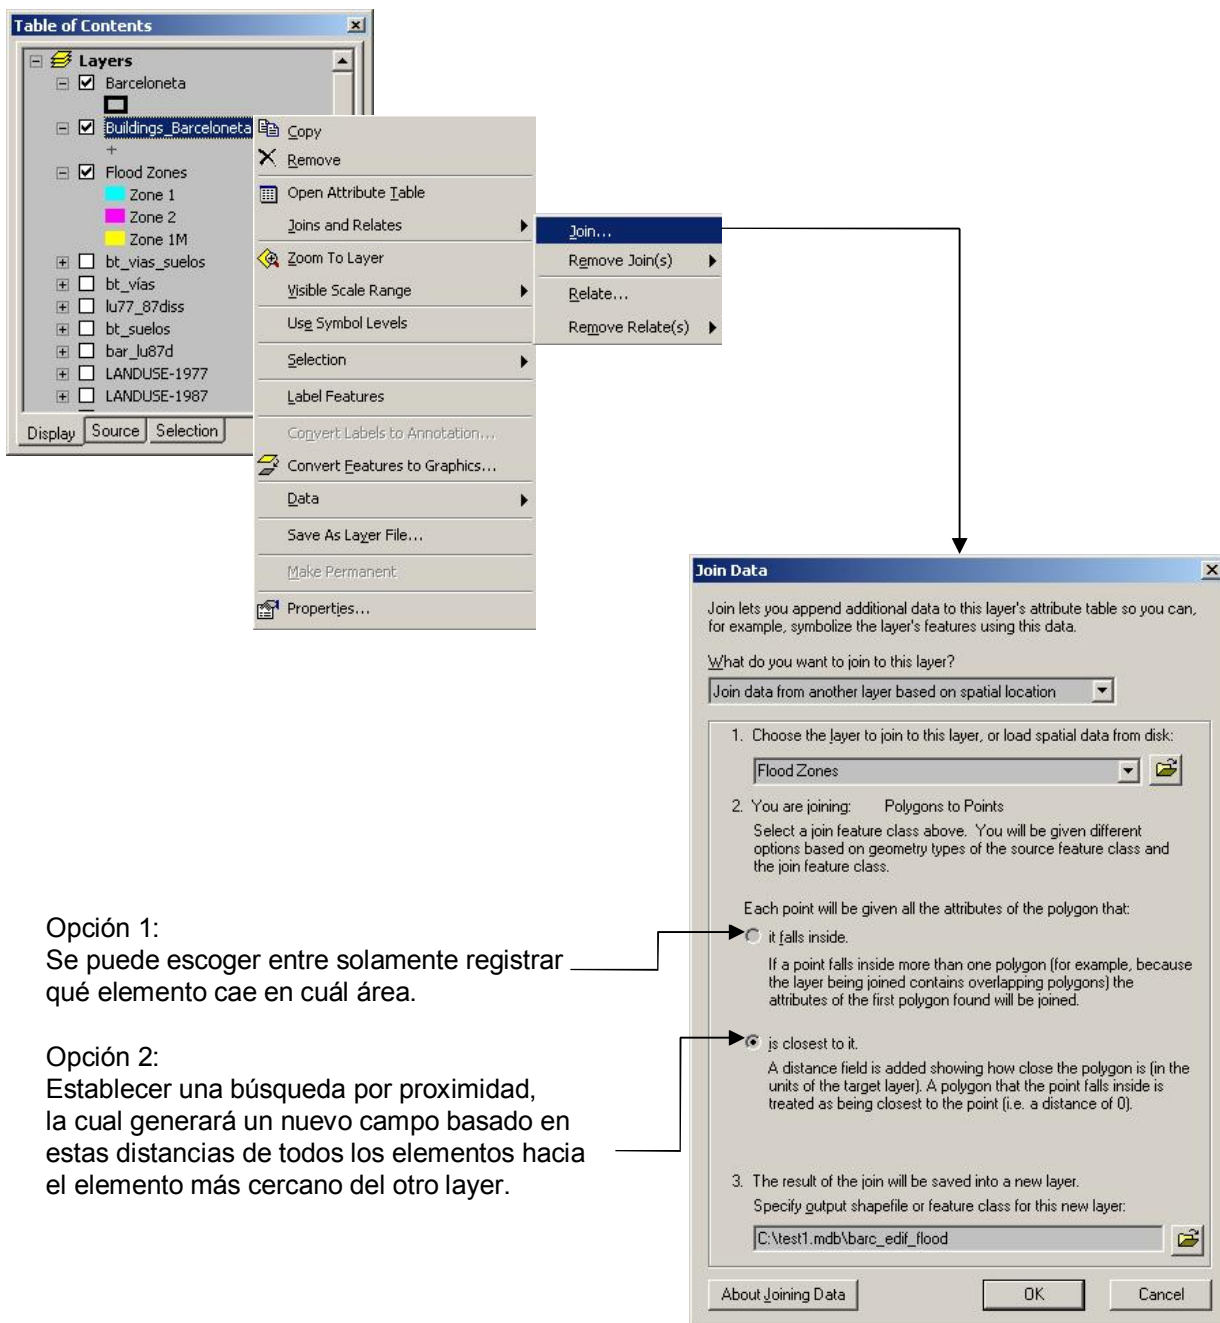 Table of Contents
Layers
Barceloneta
Buildings_Barceloneta
Flood Zones
Zone 1
Zone 2
Zone 1M
bt_vias_suelos
bt_vías
lu77_87diss
bt_suelos
bar_lu87d
LANDUSE-1977
LANDUSE-1987
Display
Source
Selection
Copy
Remove
Open Attribute Table
Joins and Relates
Zoom To Layer
Visible Scale Range
Use Symbol Levels
Selection
Label Features
Convert Labels to Annotation...
Convert Features to Graphics...
Data
Save As Layer File...
Make Permanent
Properties...
Join...
Remove Join(s)
Relate...
Remove Relate(s)
Join Data
Join lets you append additional data to this layer's attribute table so you can,
for example, symbolize the layer's features using this data.
What do you want to join to this layer?
Join data from another layer based on spatial location
1. Choose the layer to join to this layer, or load spatial data from disk:
Flood Zones
2. You are joining: Polygons to Points
Select a join feature class above. You will be given different
options based on geometry types of the source feature class and
the join feature class.
Each point will be given all the attributes of the polygon that:
it falls inside.
If a point falls inside more than one polygon (for example, because
the layer being joined contains overlapping polygons) the
attributes of the first polygon found will be joined.
is closest to it.
A distance field is added showing how close the polygon is (in the
units of the target layer). A polygon that the point falls inside is
treated as being closest to the point (i.e. a distance of 0).
3. The result of the join will be saved into a new layer.
Specify output shapefile or feature class for this new layer:
C:\test1.mdb\barc_edif_flood
About Joining Data
OK
Cancel
Opción 1:
Se puede escoger entre solamente registrar
qué elemento cae en cuál área.
Opción 2:
Establecer una búsqueda por proximidad,
la cual generará un nuevo campo basado en
estas distancias de todos los elementos hacia
el elemento más cercano del otro layer.